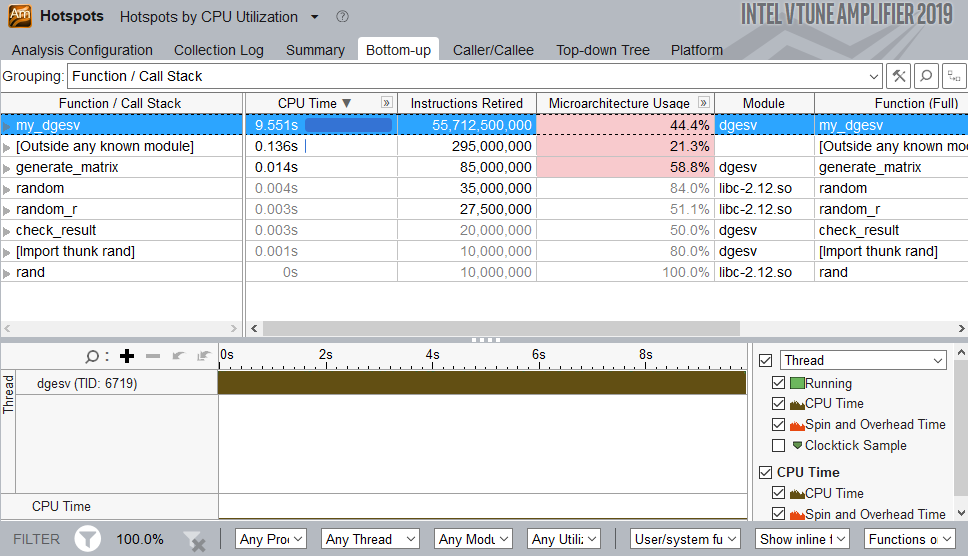 Am Hotspots Hotspots by CPU Utilization INTEL VTUNE AMPLIFIER 2019
Analysis Configuration Collection Log Summary Bottom-up Caller/Callee Top-down Tree Platform
Grouping: Function / Call Stack
Function / Call Stack CPU Time ▼ » Instructions Retired Microarchitecture Usage » Module Function (Full)
my_dgesv 9.551s 55,712,500,000 44.4% dgesv my_dgesv
[Outside any known module] 0.136s 295,000,000 21.3% [Outside any known mo
generate_matrix 0.014s 85,000,000 58.8% dgesv generate_matrix
random 0.004s 35,000,000 84.0% libc-2.12.so random
random_r 0.003s 27,500,000 51.1% libc-2.12.so random_r
check_result 0.003s 20,000,000 50.0% dgesv check_result
[Import thunk rand] 0.001s 10,000,000 80.0% dgesv [Import thunk rand]
rand 0s 10,000,000 100.0% libc-2.12.so rand
: 0s 2s 4s 6s 8s
Thread
Thread
dgesv (TID: 6719)
Running
CPU Time
Spin and Overhead Time
Clocktick Sample
CPU Time
CPU Time
CPU Time
Spin and Overhead Time
FILTER 100.0% Any Proc Any Thread Any Modu Any Utiliz User/system fu Show inline f Functions o